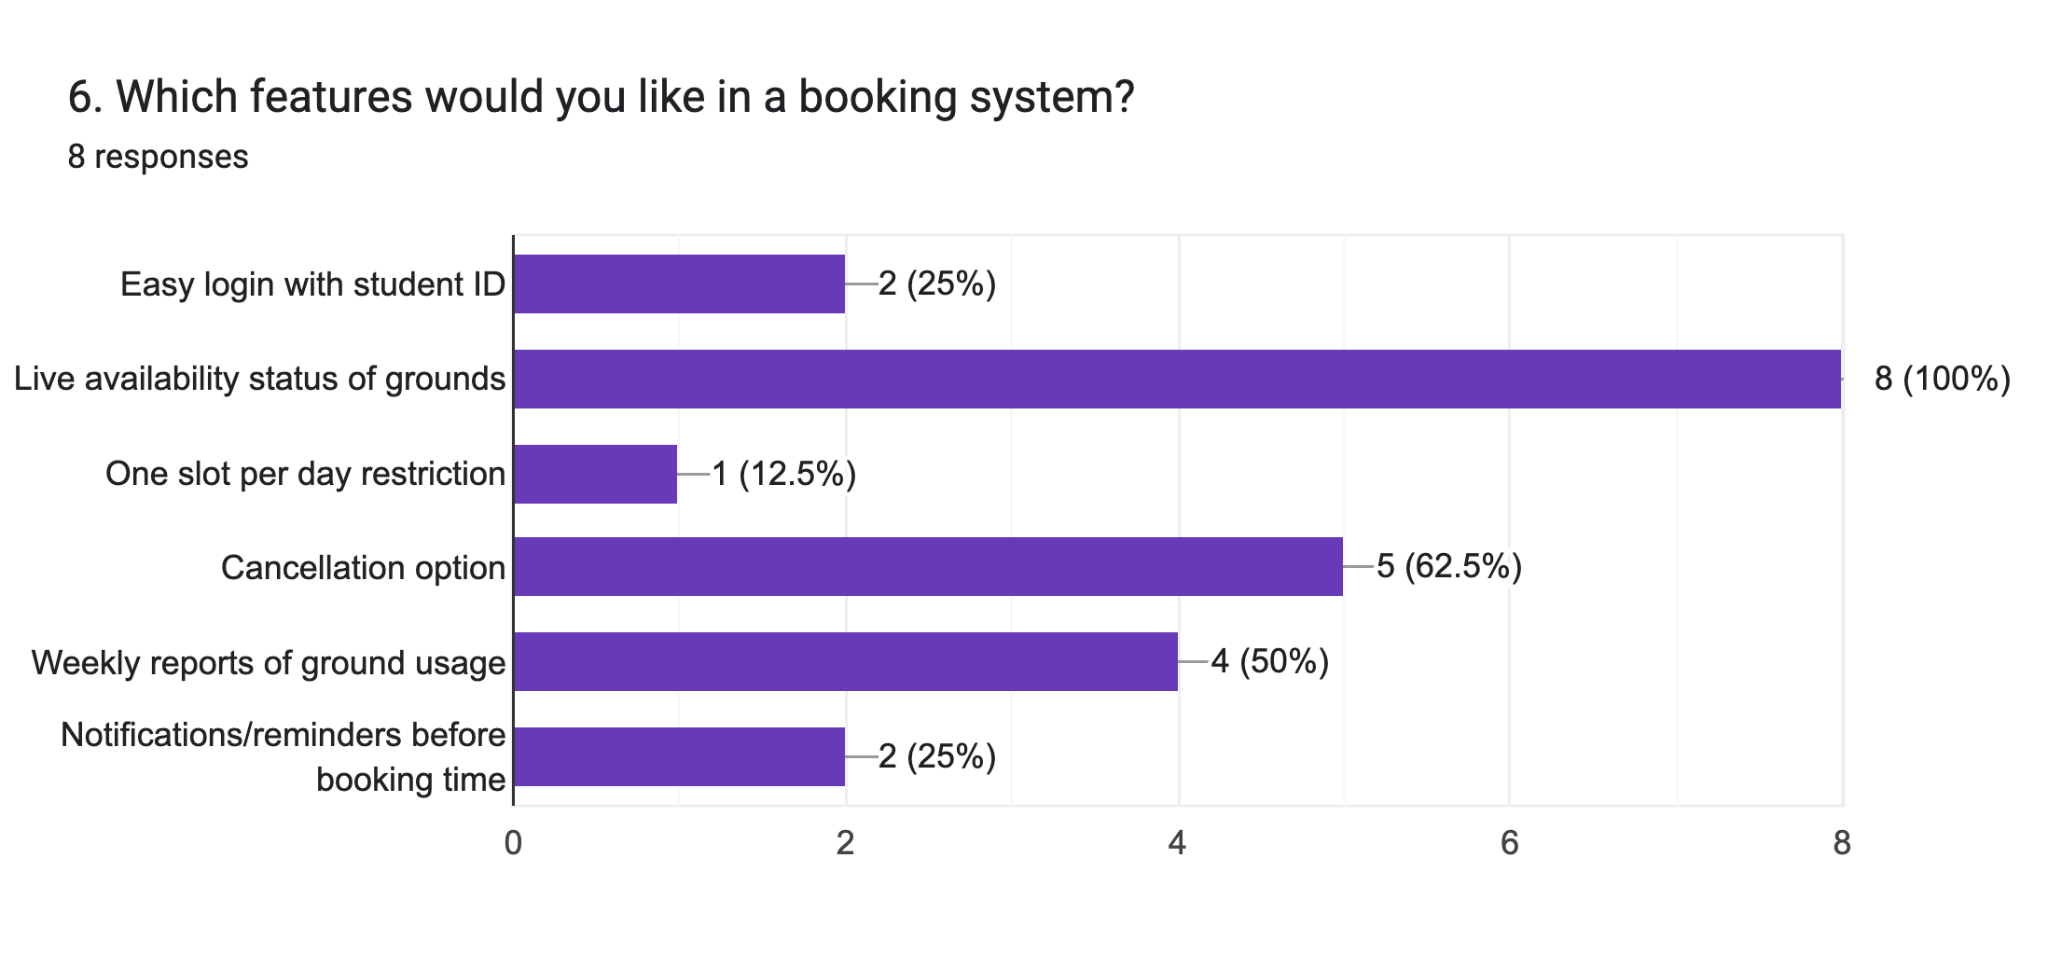 6. Which features would you like in a booking system?
8 responses
Easy login with student ID
2 (25%)
Live availability status of grounds
8 (100%)
One slot per day restriction
1 (12.5%)
Cancellation option
5 (62.5%)
Weekly reports of ground usage
4 (50%)
Notifications/reminders before
booking time
2 (25%)
0 2 4 6 8